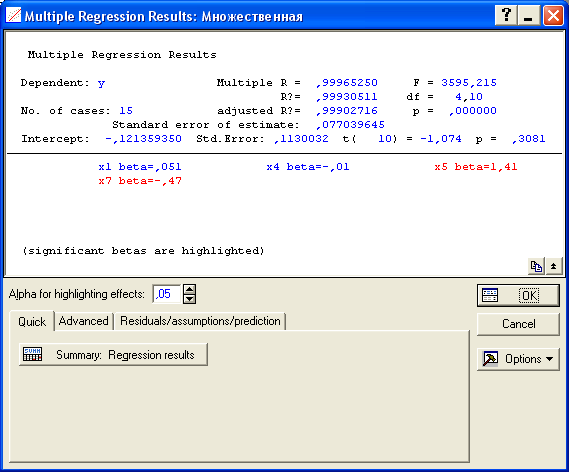 Multiple Regression Results: Множественная
Multiple Regression Results
Dependent: y Multiple R = ,99965250 F = 3595,215
R?= ,99930511 df = 4,10
No. of cases: 15 adjusted R?= ,99902716 p = ,000000
Standard error of estimate: ,077039645
Intercept: -,121359350 Std.Error: ,1130032 t( 10) = -1,074 p = ,3081
x1 beta=,051 x4 beta=-,01 x5 beta=1,41
x7 beta=-,47
(significant betas are highlighted)
Alpha for highlighting effects: ,05
OK
Quick Advanced Residuals/assumptions/prediction
Cancel
Summary: Regression results
Options